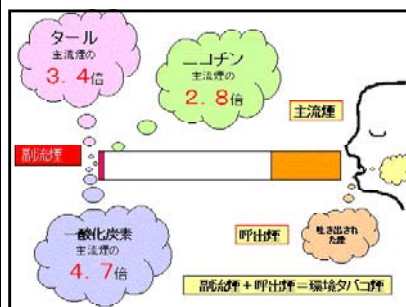 タール
主流煙の
3.4倍
ニコチン
主流煙の
2.8倍
主流煙
副流煙
一酸化炭素
主流煙の
4.7倍
呼出煙
吐き出され
た煙
副流煙+呼出煙=環境タバコ煙